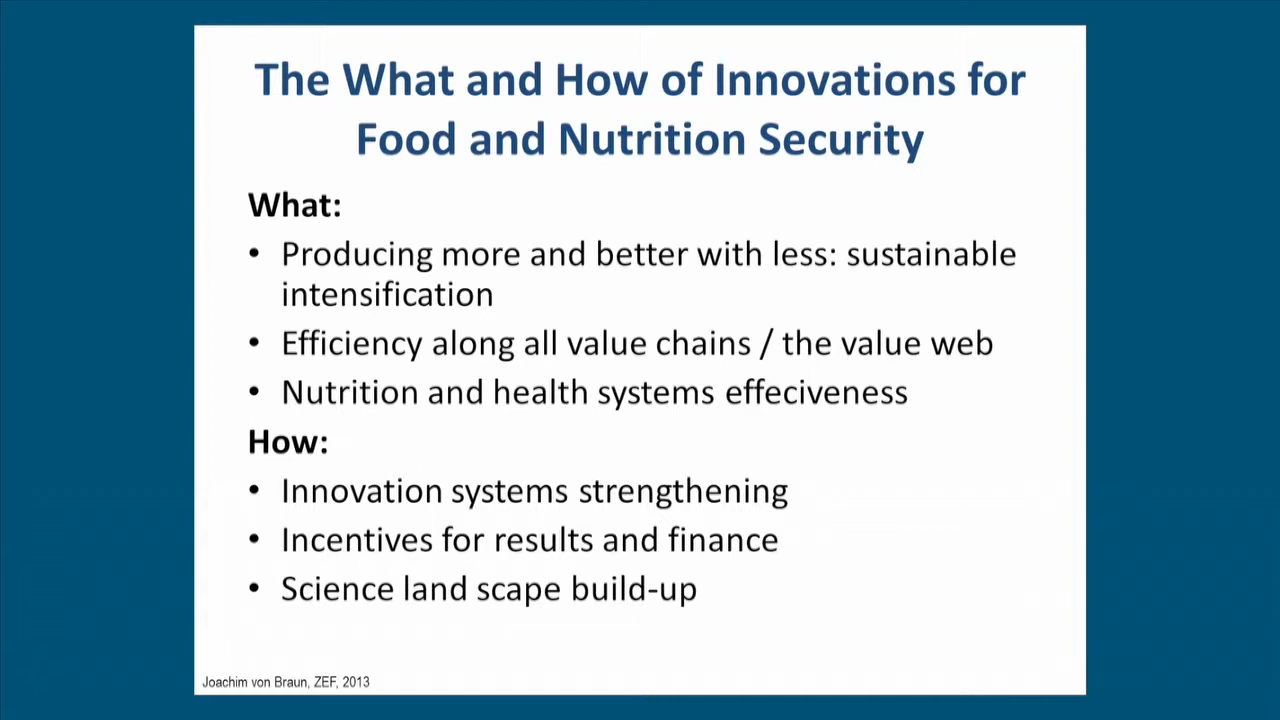 The What and How of Innovations for
Food and Nutrition Security
What:
• Producing more and better with less: sustainable
intensification
• Efficiency along all value chains / the value web
• Nutrition and health systems effeciveness
How:
• Innovation systems strengthening
• Incentives for results and finance
• Science land scape build-up
Joachim von Braun, ZEF, 2013